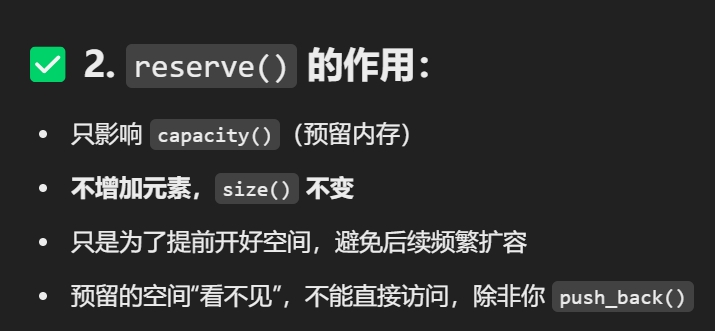 ✅ 2. reserve() 的作用：
• 只影响 capacity()（预留内存）
• 不增加元素，size() 不变
• 只是为了提前开好空间，避免后续频繁扩容
• 预留的空间“看不见”，不能直接访问，除非你 push_back()